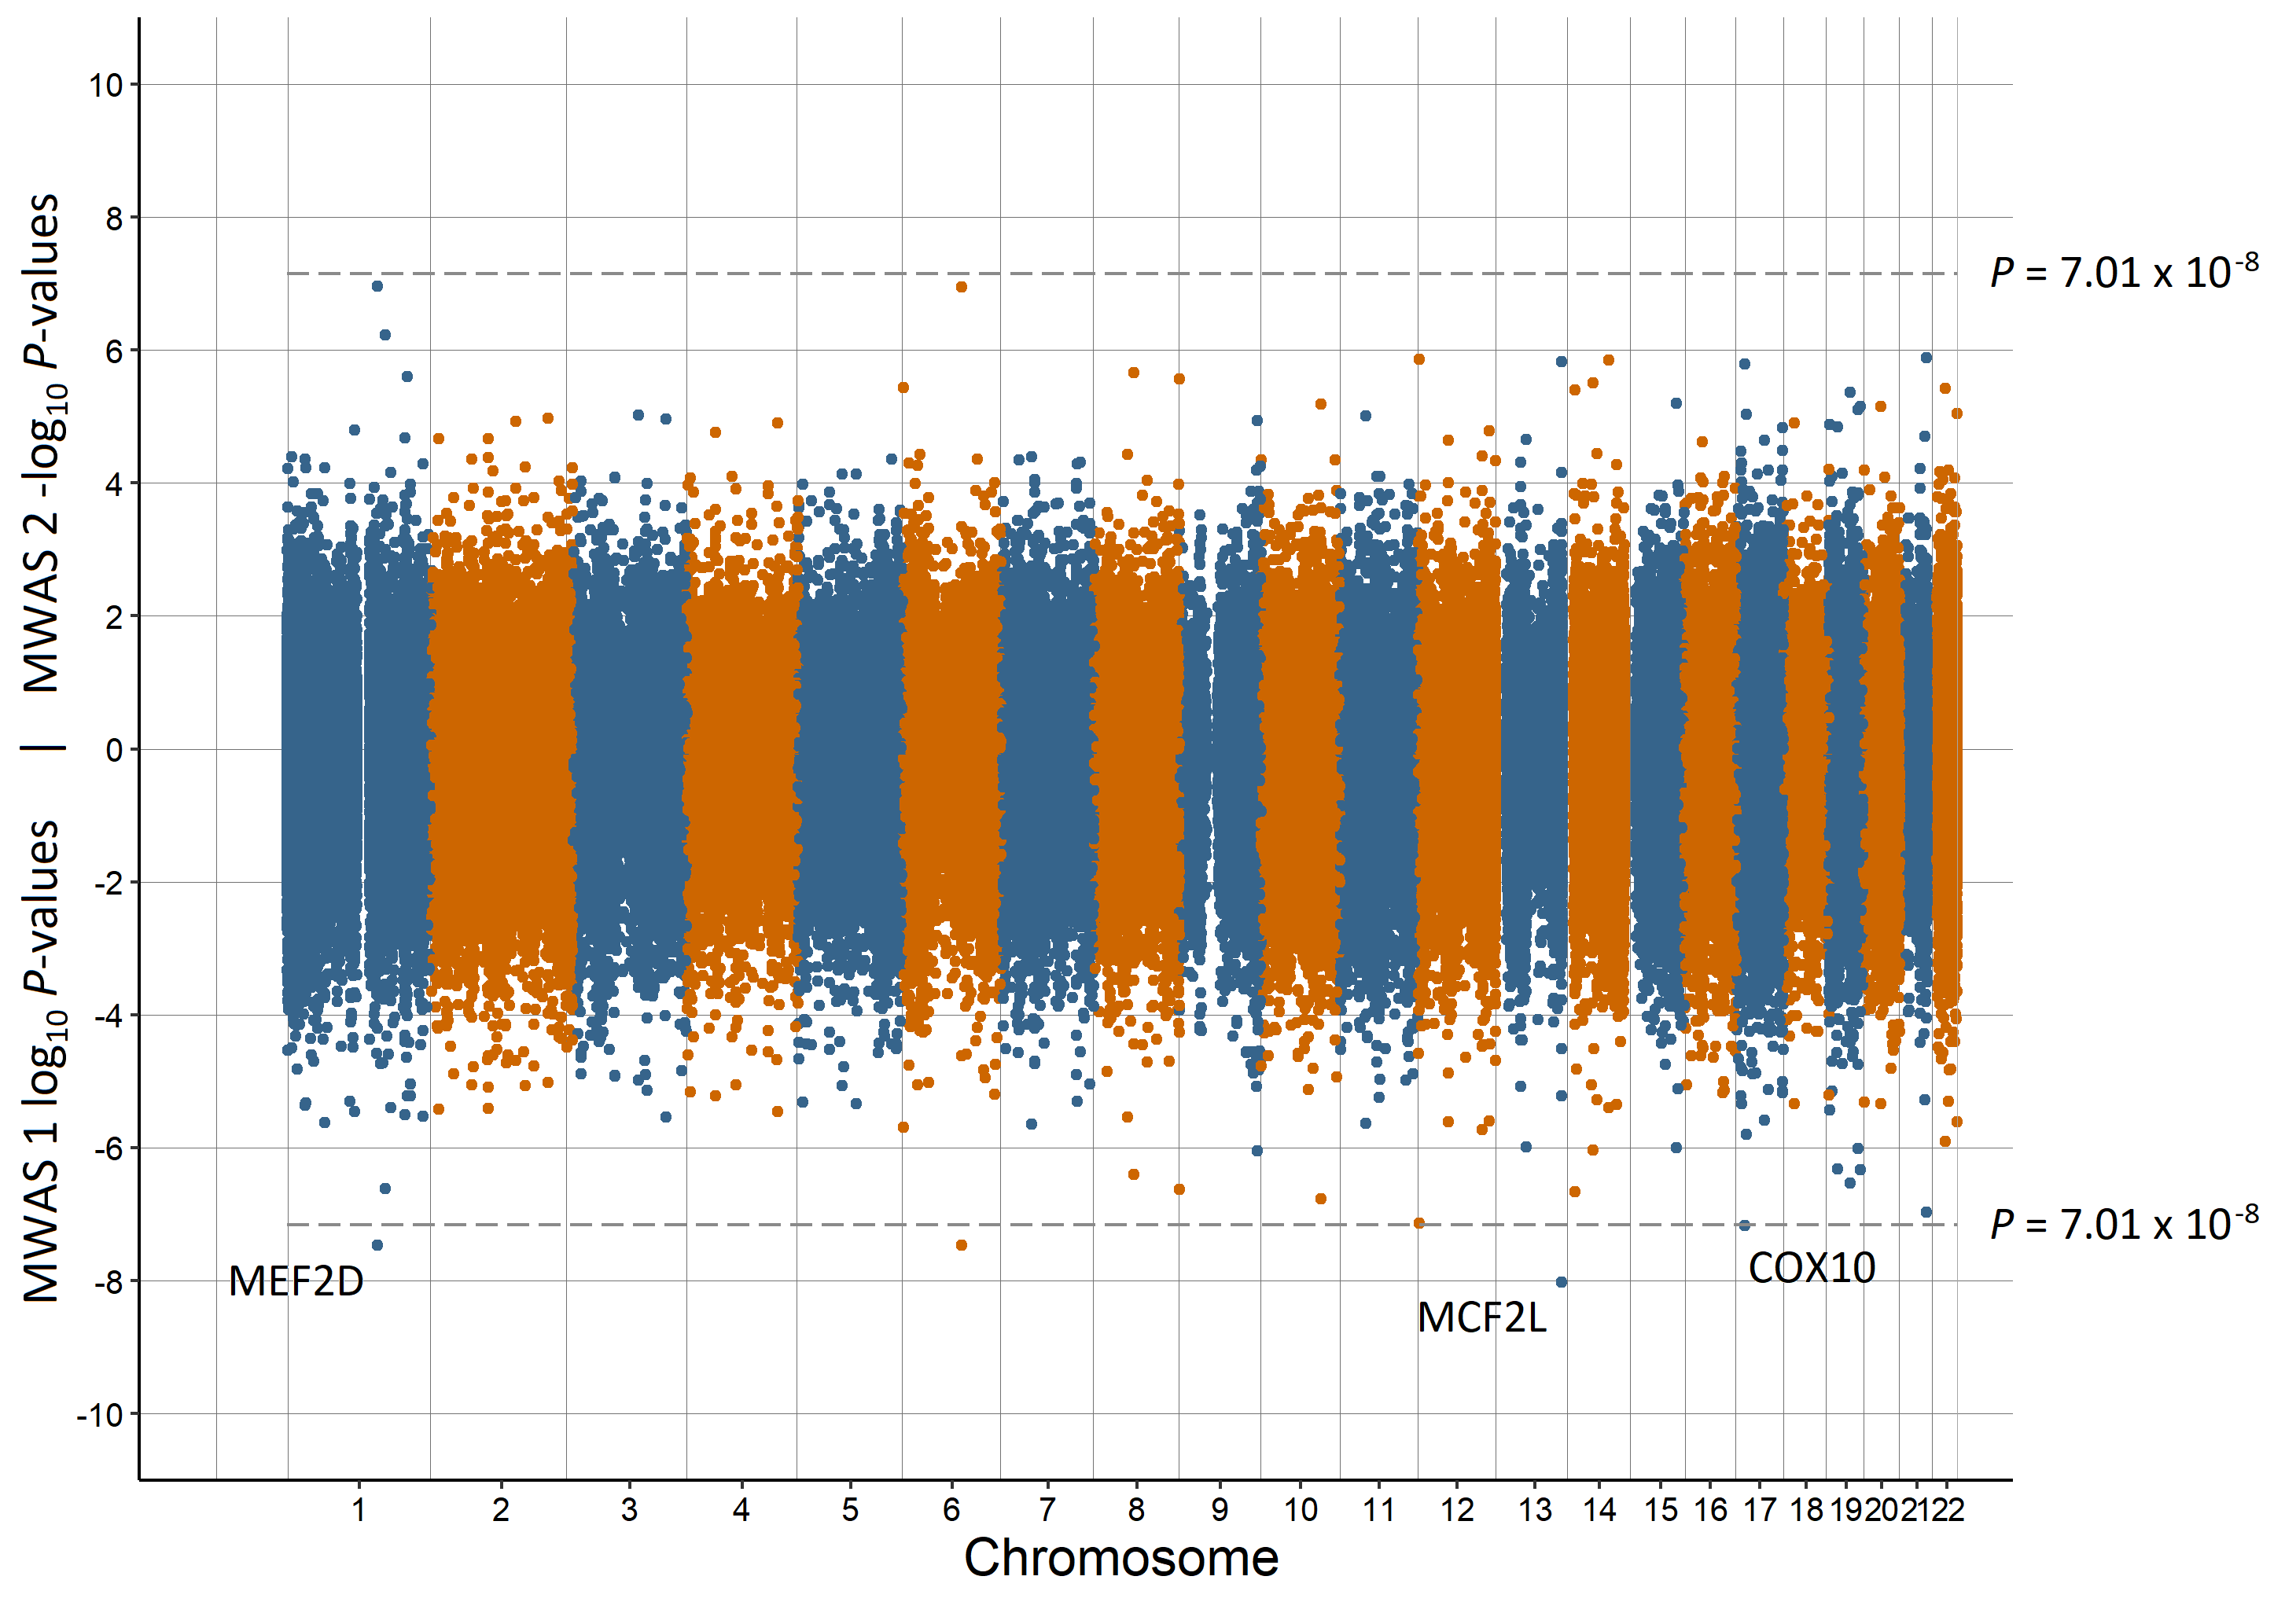 MWAS 1 log10 P-values | MWAS 2 -log10 P-values
10
8
6
4
2
0
-2
-4
-6
-8
-10
P = 7.01 x 10-8
P = 7.01 x 10-8
MEF2D
COX10
MCF2L
1 2 3 4 5 6 7 8 9 10 11 12 13 14 15 16 17 18 19 20 21 22
Chromosome